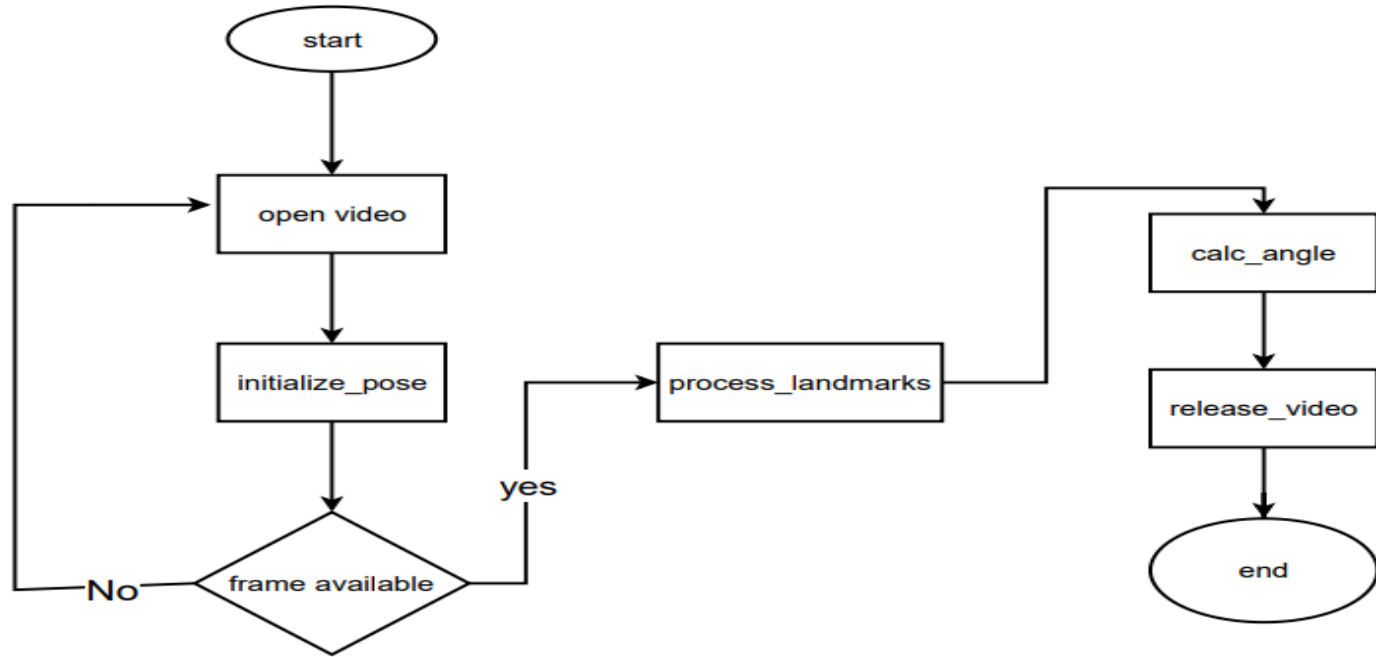 start
open video
initialize_pose
frame available
No
yes
process_landmarks
calc_angle
release_video
end